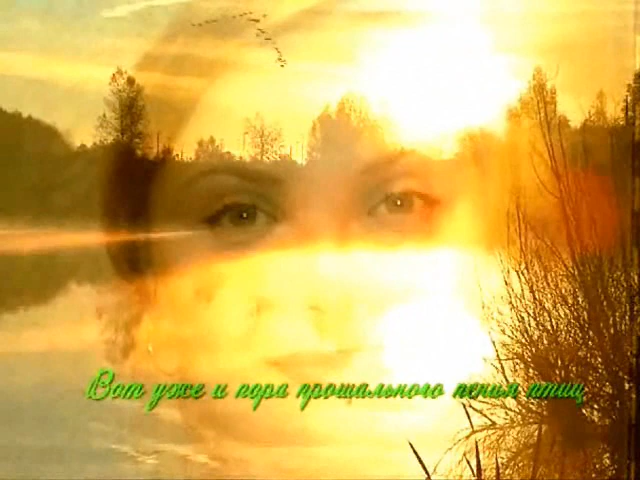 Вот уже и пора прощального пения птиц